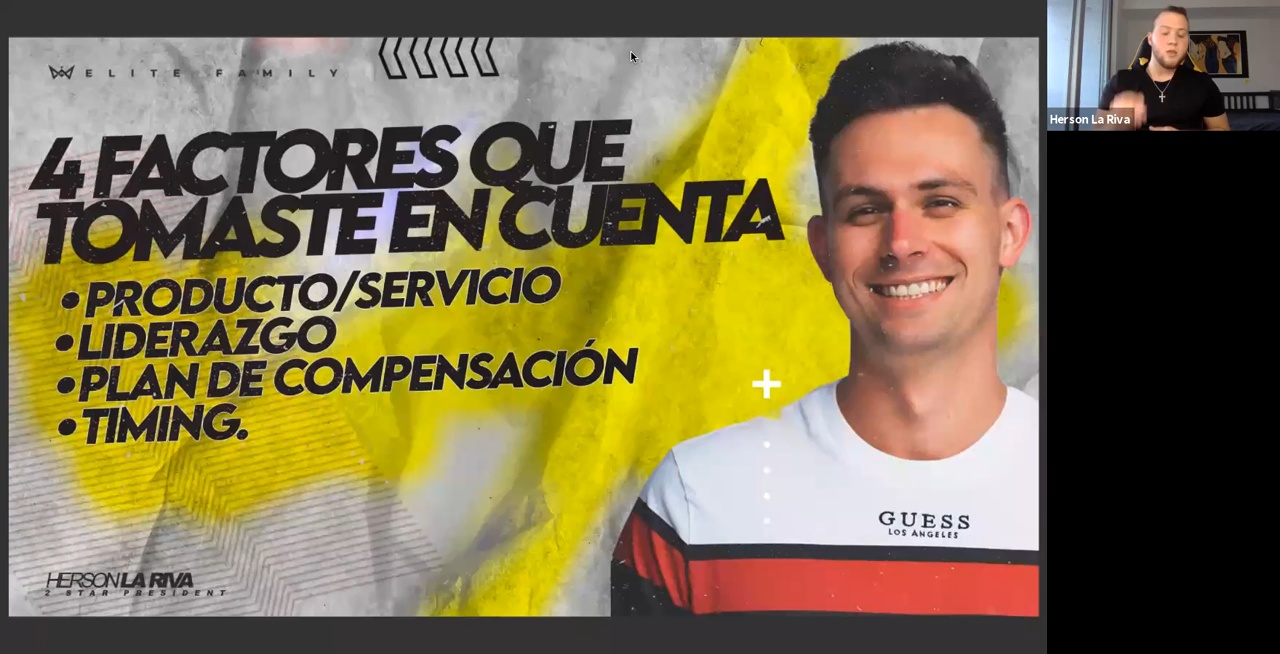 ELITE FAMILY
4 FACTORES QUE
TOMASTE EN CUENTA
• PRODUCTO/SERVICIO
• LIDERAZGO
• PLAN DE COMPENSACIÓN
• TIMING.
GUESS
LOS ANGELES
HERSON LA RIVA
2 STAR PRESIDENT
Herson La Riva